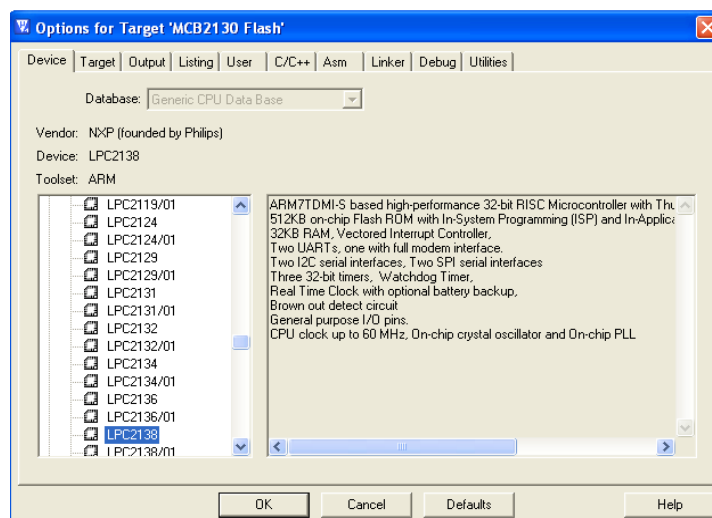 Options for Target 'MCB2130 Flash'
Device Target Output Listing User C/C++ Asm Linker Debug Utilities
Database: Generic CPU Data Base
Vendor: NXP (founded by Philips)
Device: LPC2138
Toolset: ARM
LPC2119/01
LPC2124
LPC2124/01
LPC2129
LPC2129/01
LPC2131
LPC2131/01
LPC2132
LPC2132/01
LPC2134
LPC2134/01
LPC2136
LPC2136/01
LPC2138
LPC2138/01
ARM7TDMI-S based high-performance 32-bit RISC Microcontroller with
512KB on-chip Flash ROM with In-System Programming (ISP) and
32KB RAM, Vectored Interrupt Controller,
Two UARTs, one with full modem interface.
Two I2C serial interfaces, Two SPI serial interfaces
Three 32-bit timers, Watchdog Timer,
Real Time Clock with optional battery backup,
Brown out detect circuit
General purpose I/O pins.
CPU clock up to 60 MHz, On-chip crystal oscillator and On-chip PLL
OK Cancel Defaults Help